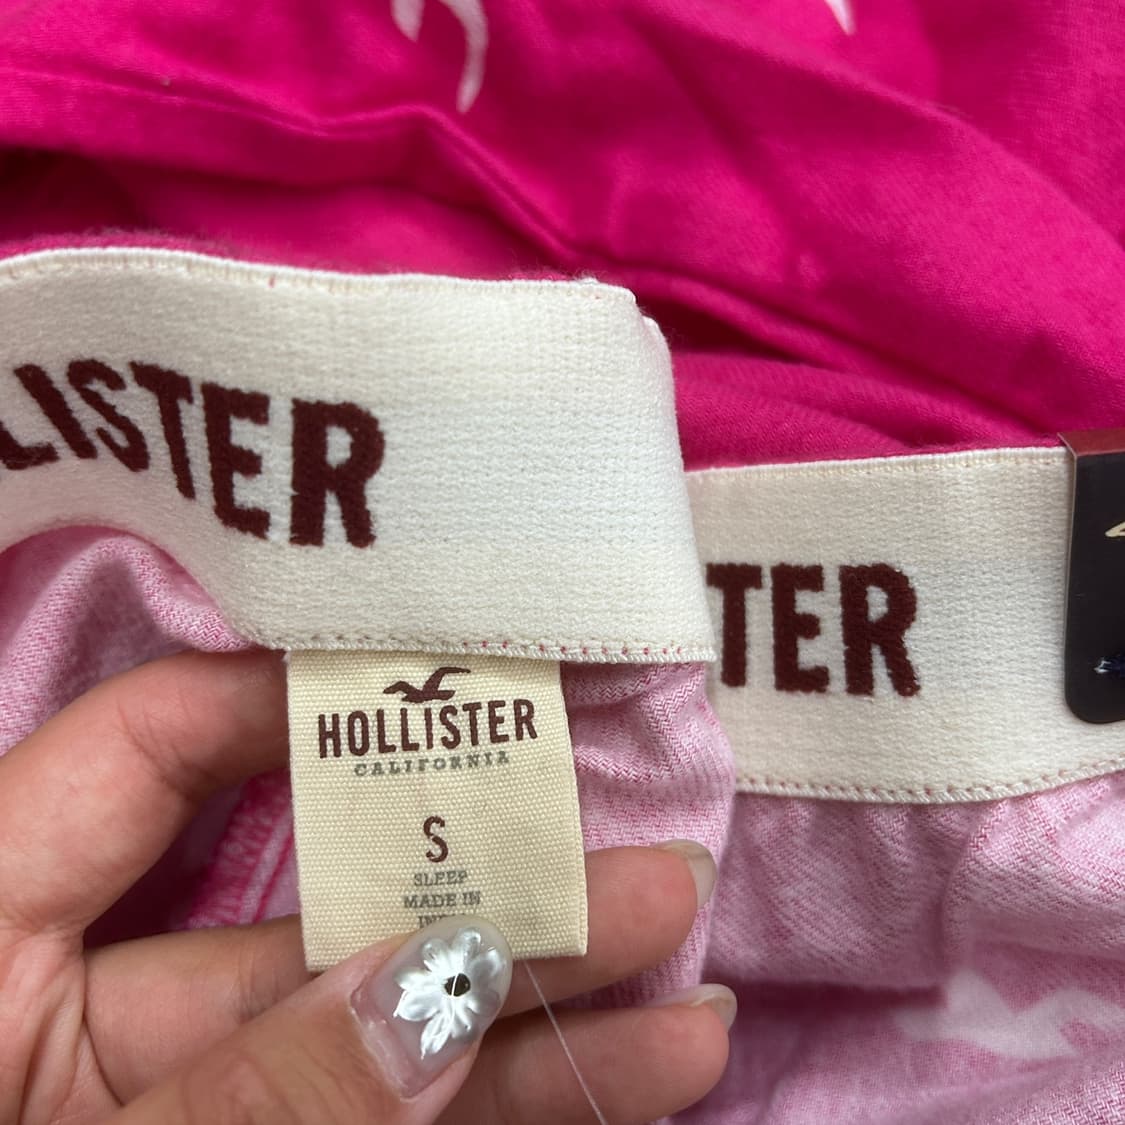 LISTER
TER
HOLLISTER
CALIFORNIA
S
SLEEP
MADE IN